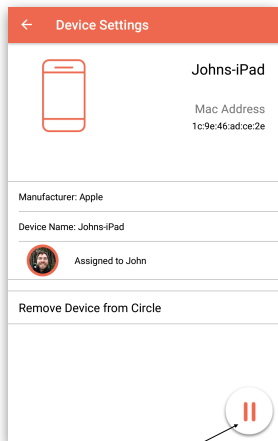 Device Settings
Johns-iPad
Mac Address
1c:9e:46:ad:ce:2e
Manufacturer: Apple
Device Name: Johns-iPad
Assigned to John
Remove Device from Circle